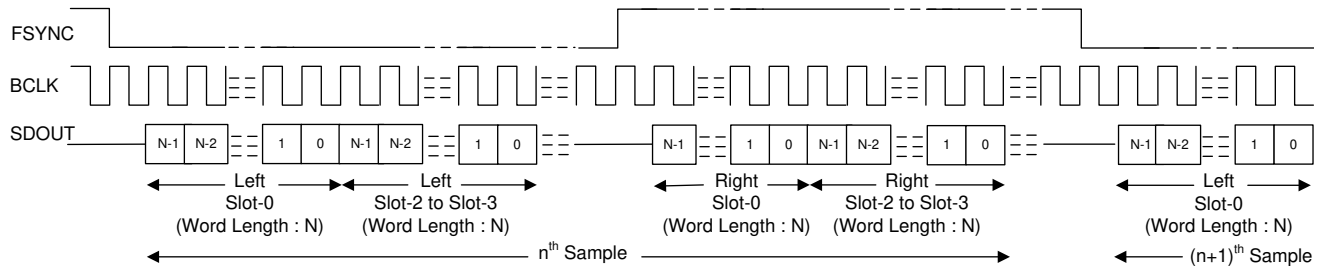 FSYNC
BCLK
SDOUT
N-1 N-2 1 0 N-1 N-2 1 0 N-1 1 0 N-1 N-2 1 0 N-1 N-2 1 0
Left Left Right Right Left
Slot-0 Slot-2 to Slot-3 Slot-0 Slot-2 to Slot-3 Slot-0
(Word Length : N) (Word Length : N) (Word Length : N) (Word Length : N) (Word Length : N)
nth Sample (n+1)th Sample